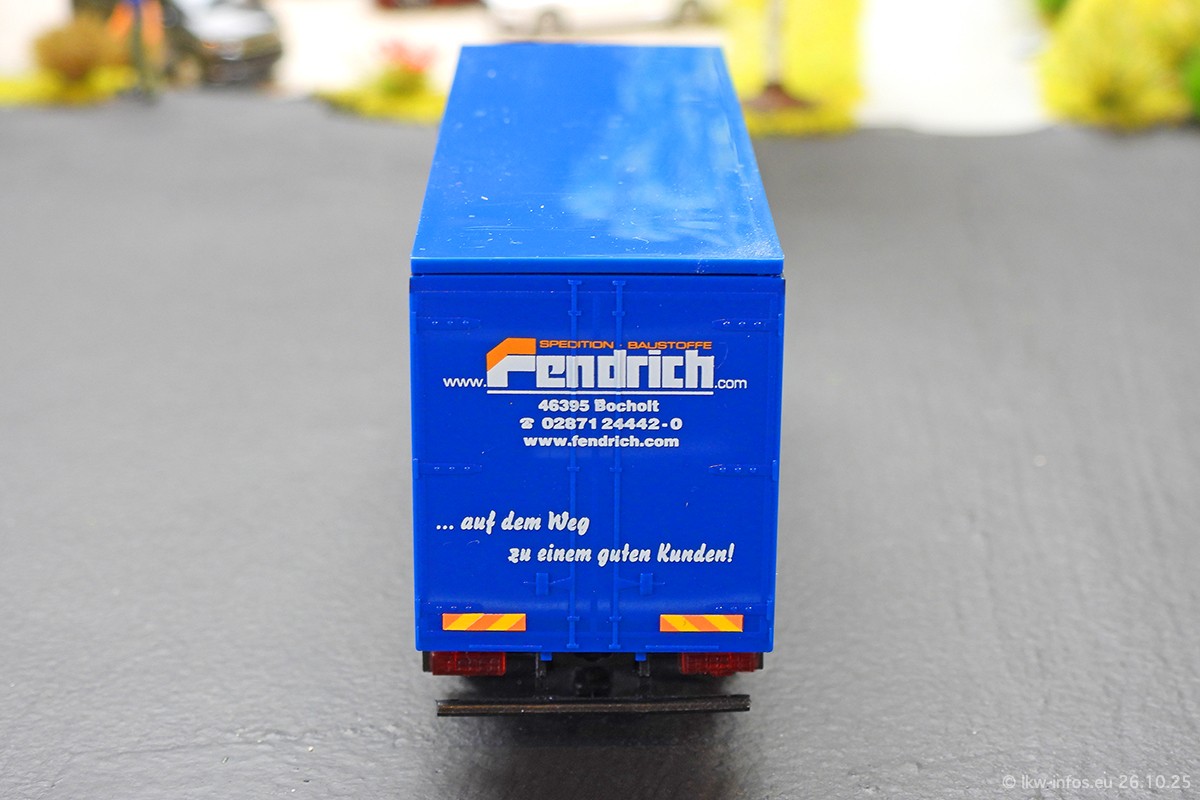 SPEDITION · BAUSTOFFE
www.Fendrich.com
46395 Bocholt
☎ 02871 24442-0
www.fendrich.com
... auf dem Weg
zu einem guten Kunden!
© lkw-infos.eu 26.10.25